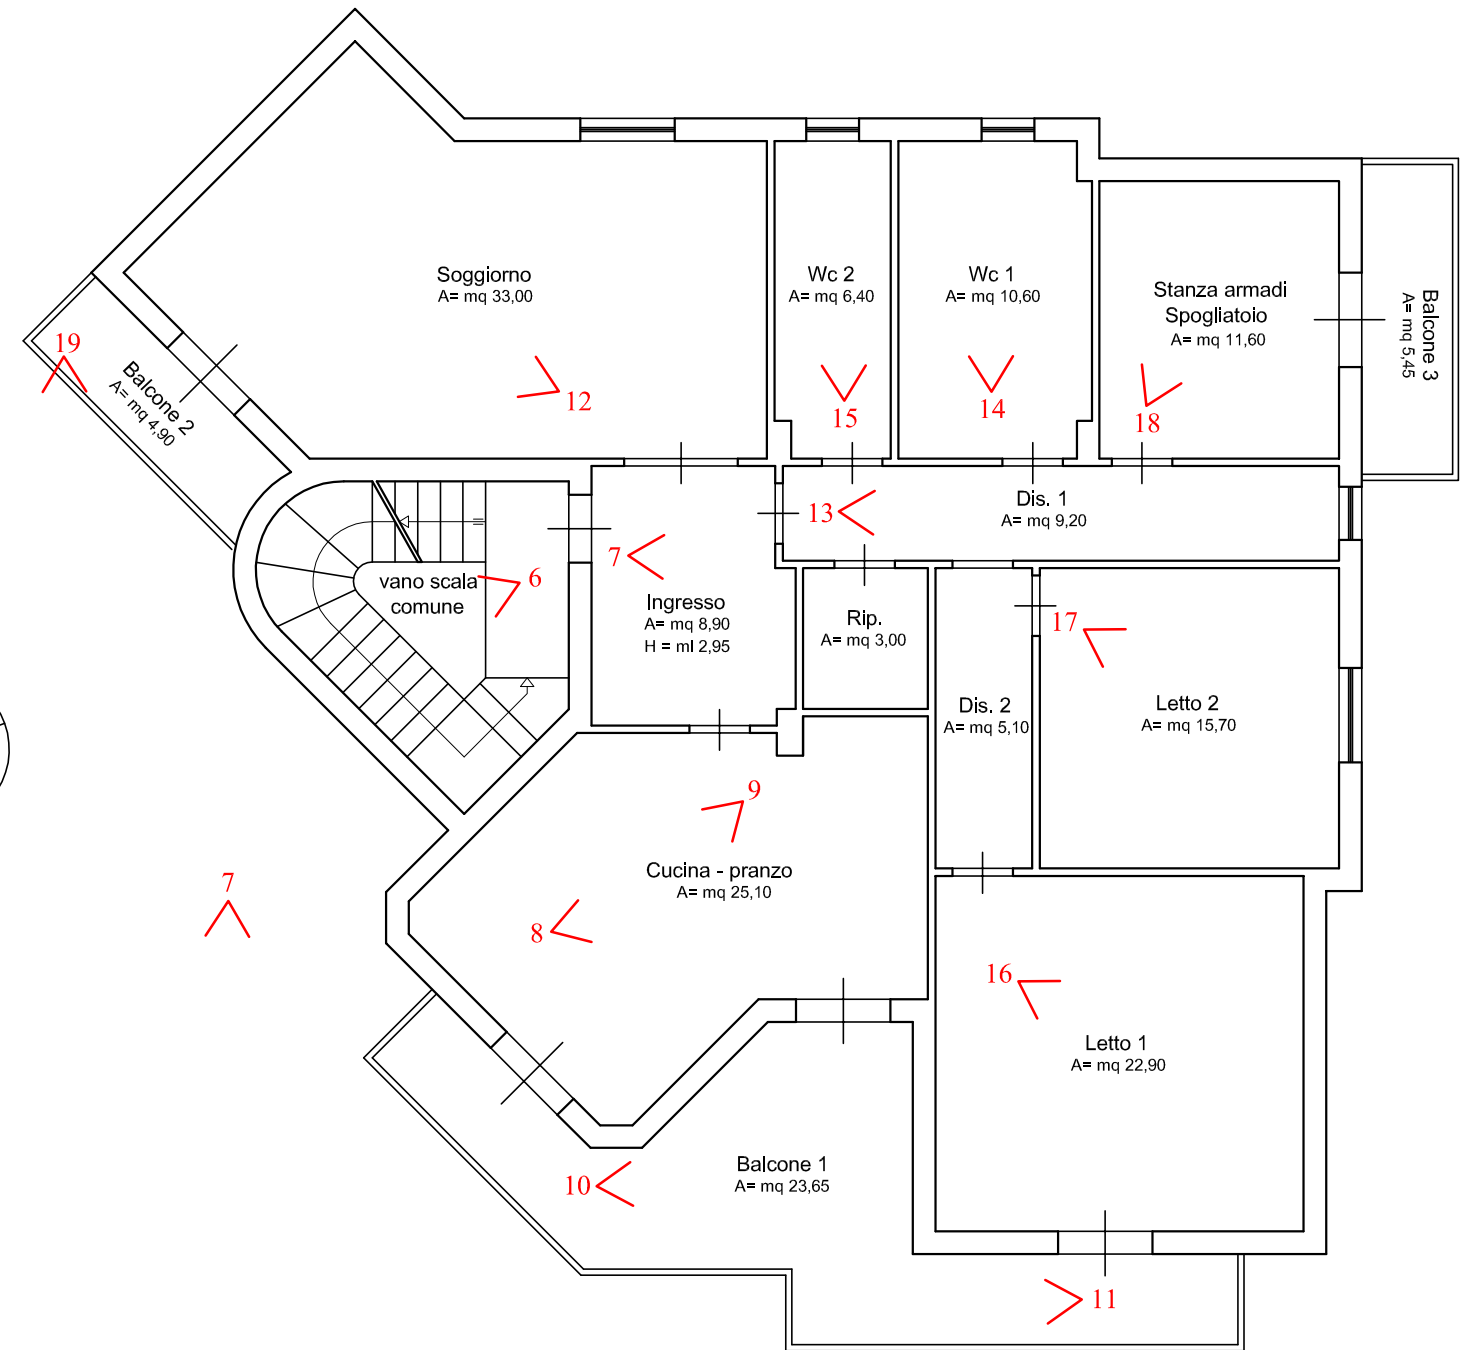 Soggiorno
A= mq 33,00
Wc 2
A= mq 6,40
Wc 1
A= mq 10,60
Stanza armadi
Spogliatoio
A= mq 11,60
Balcone 3
A= mq 5,45
19
Balcone 2
A= mq 4,90
12
15
14
18
Dis. 1
A= mq 9,20
13
7
6
vano scala
comune
Ingresso
A= mq 8,90
H = ml 2,95
Rip.
A= mq 3,00
17
Dis. 2
A= mq 5,10
Letto 2
A= mq 15,70
9
Cucina - pranzo
A= mq 25,10
7
8
16
Letto 1
A= mq 22,90
Balcone 1
A= mq 23,65
10
11